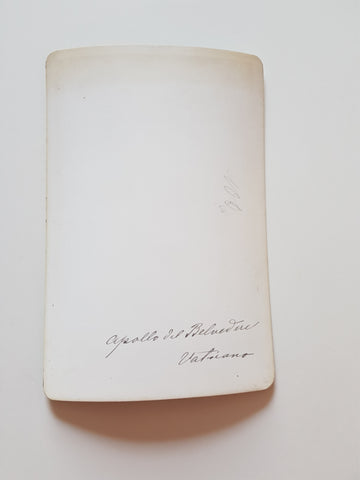 Apollo del Belvedere
Vaticano